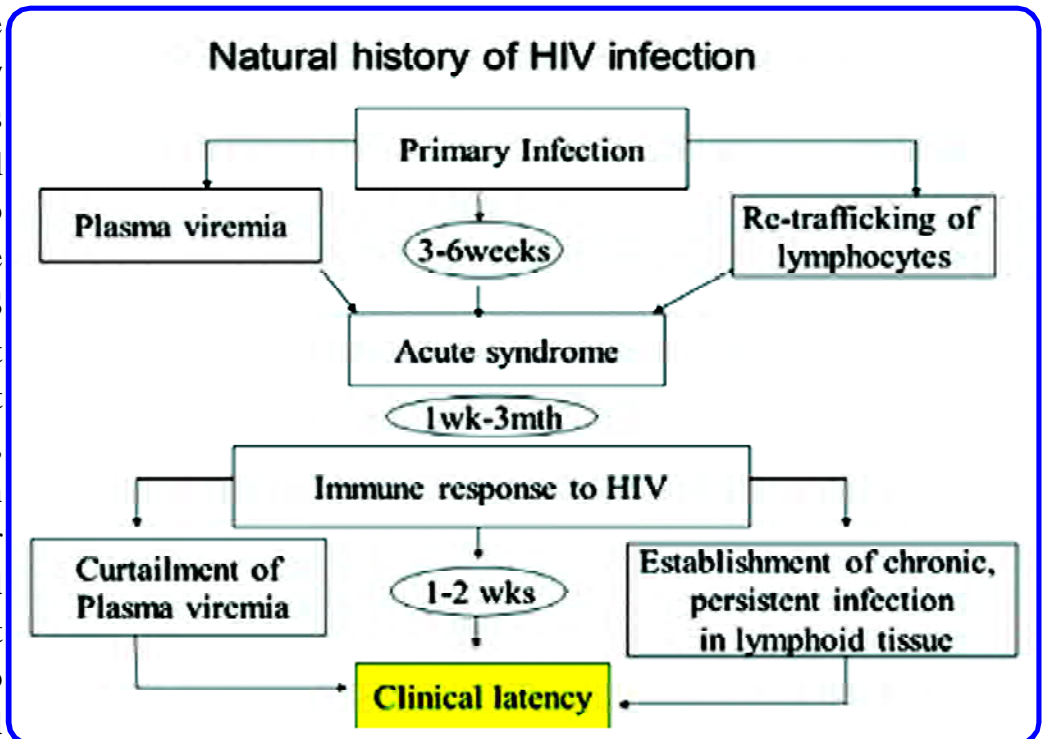 Natural history of HIV infection
Primary Infection
Plasma viremia
3-6weeks
Re-trafficking of
lymphocytes
Acute syndrome
1wk-3mth
Immune response to HIV
Curtailment of
Plasma viremia
1-2 wks
Establishment of chronic,
persistent infection
in lymphoid tissue
Clinical latency